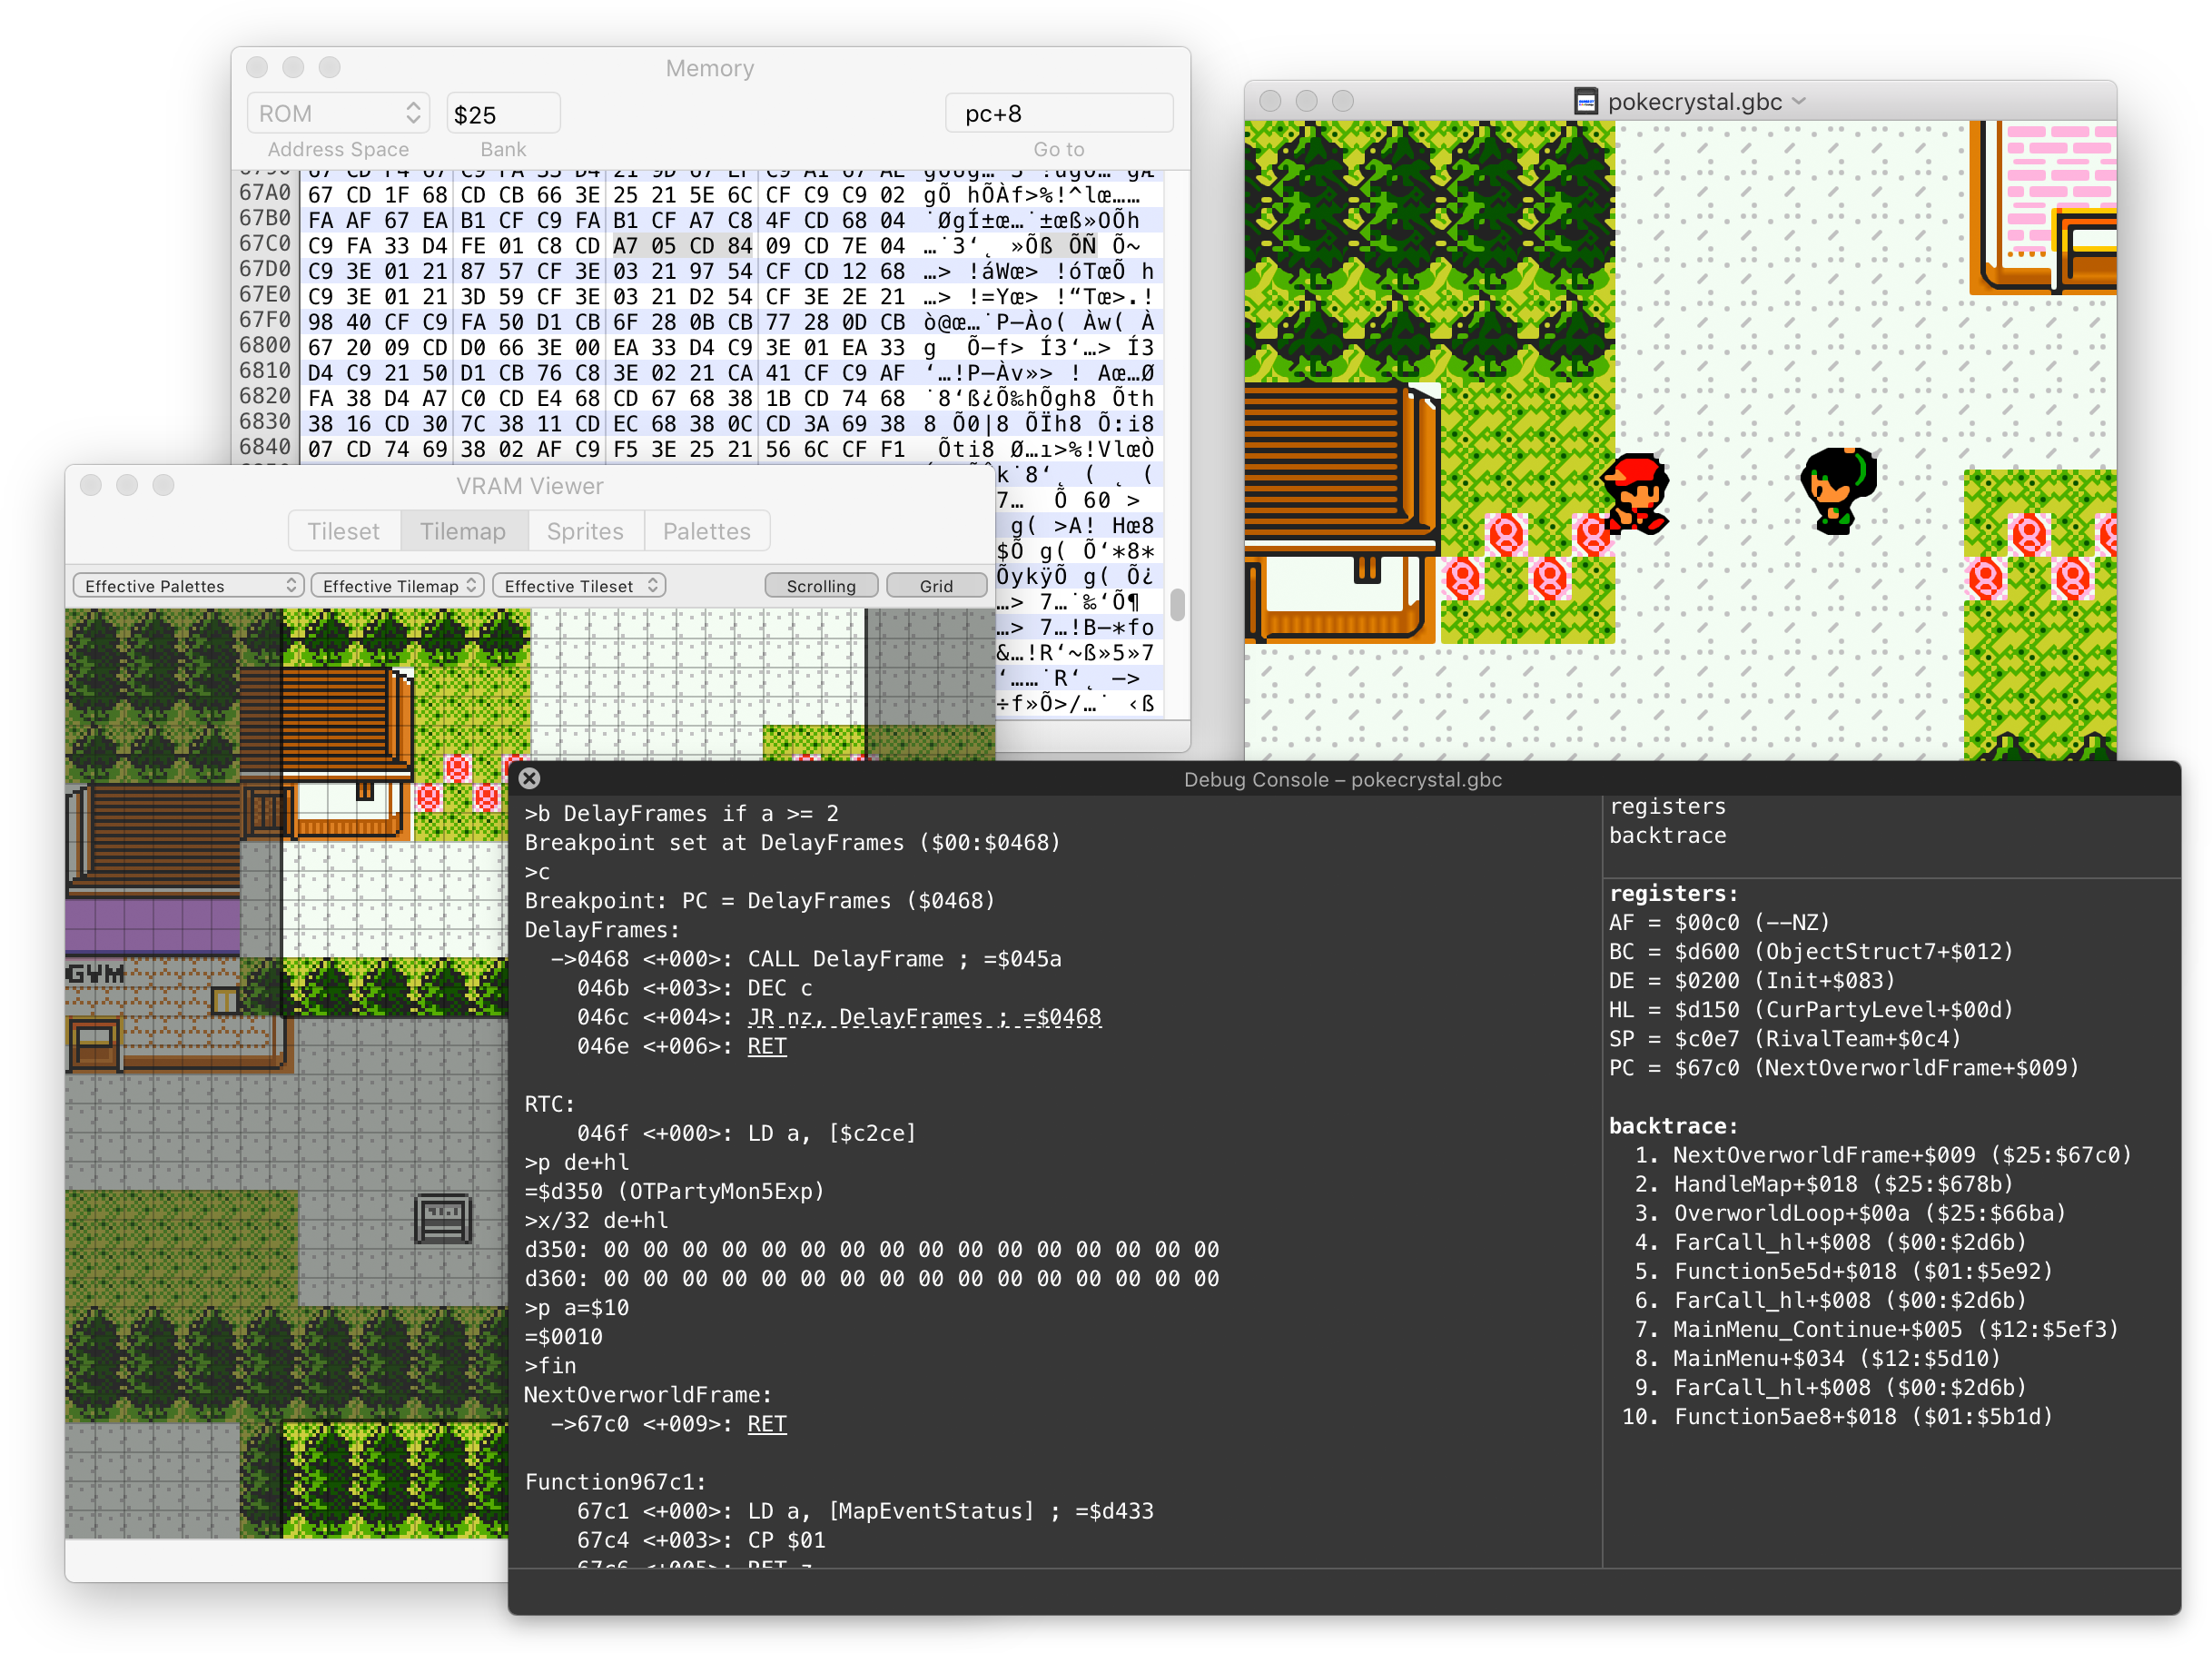 Memory
ROM
$25
pc+8
Address Space
Bank
Go to
67A0 67 CD 1F 68 CD CB 66 3E 25 21 5E 6C CF C9 C9 02 gÕ hÕÀf>%!^lœ……
67B0 FA AF 67 EA B1 CF C9 FA B1 CF A7 C8 4F CD 68 04 ˙ØgÍ±œ…˙±œß»OÕh
67C0 C9 FA 33 D4 FE 01 C8 CD A7 05 CD 84 09 CD 7E 04 …˙3‘˛ »Õß ÕÑ Õ~
67D0 C9 3E 01 21 87 57 CF 3E 03 21 97 54 CF CD 12 68 …> !áWœ> !óTœÕ h
67E0 C9 3E 01 21 3D 59 CF 3E 03 21 D2 54 CF 3E 2E 21 …> !=Yœ> !“Tœ>.!
67F0 98 40 CF C9 FA 50 D1 CB 6F 28 0B CB 77 28 0D CB ò@œ…˙P—Ào( Àw( À
6800 67 20 09 CD D0 66 3E 00 EA 33 D4 C9 3E 01 EA 33 g Õ–f> Í3‘…> Í3
6810 D4 C9 21 50 D1 CB 76 C8 3E 02 21 CA 41 CF C9 AF ‘…!P—Àv»> ! Aœ…Ø
6820 FA 38 D4 A7 C0 CD E4 68 CD 67 68 38 1B CD 74 68 ˙8‘ß¿Õ‰hÕgh8 Õth
6830 38 16 CD 30 7C 38 11 CD EC 68 38 0C CD 3A 69 38 8 Õ0|8 ÕÏh8 Õ:i8
6840 07 CD 74 69 38 02 AF C9 F5 3E 25 21 56 6C CF F1 Õti8 Ø…ı>%!VlœÒ
k˙8‘˛ ( ˛ (
7… Õ 60 >
g( >A! Hœ8
$Õ g( Õ‘*8*
ÕykÿÕ g( Õ¿
…> 7…˙‰‘Õ¶
…> 7…!B—*fo
&…!R‘~ß»5»7
‘……˙R‘˛ —>
÷f»Õ>/…˙ ‹ß
pokecrystal.gbc
VRAM Viewer
Tileset
Tilemap
Sprites
Palettes
Effective Palettes
Effective Tilemap
Effective Tileset
Scrolling
Grid
GYM
Debug Console – pokecrystal.gbc
>b DelayFrames if a >= 2
Breakpoint set at DelayFrames ($00:$0468)
>c
Breakpoint: PC = DelayFrames ($0468)
DelayFrames:
->0468 <+000>: CALL DelayFrame ; =$045a
046b <+003>: DEC c
046c <+004>: JR nz, DelayFrames ; =$0468
046e <+006>: RET
RTC:
046f <+000>: LD a, [$c2ce]
>p de+hl
=$d350 (OTPartyMon5Exp)
>x/32 de+hl
d350: 00 00 00 00 00 00 00 00 00 00 00 00 00 00 00 00
d360: 00 00 00 00 00 00 00 00 00 00 00 00 00 00 00 00
>p a=$10
=$0010
>fin
NextOverworldFrame:
->67c0 <+009>: RET
Function967c1:
67c1 <+000>: LD a, [MapEventStatus] ; =$d433
67c4 <+003>: CP $01
67c6 <+005>: RET z
registers
backtrace
registers:
AF = $00c0 (--NZ)
BC = $d600 (ObjectStruct7+$012)
DE = $0200 (Init+$083)
HL = $d150 (CurPartyLevel+$00d)
SP = $c0e7 (RivalTeam+$0c4)
PC = $67c0 (NextOverworldFrame+$009)
backtrace:
1. NextOverworldFrame+$009 ($25:$67c0)
2. HandleMap+$018 ($25:$678b)
3. OverworldLoop+$00a ($25:$66ba)
4. FarCall_hl+$008 ($00:$2d6b)
5. Function5e5d+$018 ($01:$5e92)
6. FarCall_hl+$008 ($00:$2d6b)
7. MainMenu_Continue+$005 ($12:$5ef3)
8. MainMenu+$034 ($12:$5d10)
9. FarCall_hl+$008 ($00:$2d6b)
10. Function5ae8+$018 ($01:$5b1d)